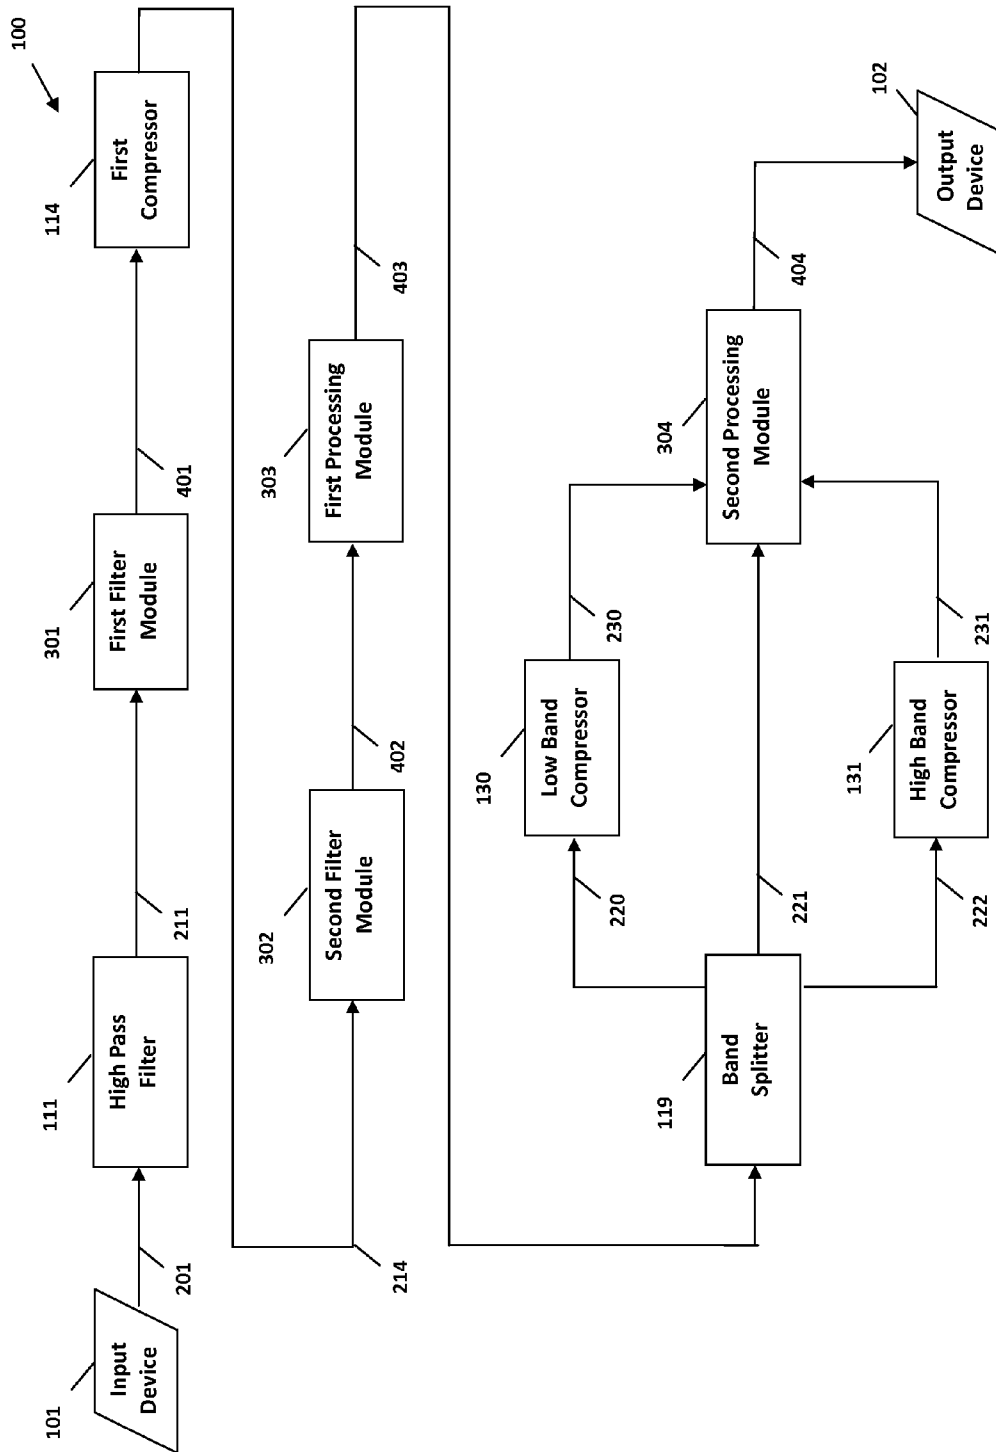 100
101
Input
Device
201
111
High Pass
Filter
211
301
First Filter
Module
401
114
First
Compressor
214
302
Second Filter
Module
402
303
First Processing
Module
403
119
Band
Splitter
220
130
Low Band
Compressor
230
221
222
131
High Band
Compressor
231
304
Second Processing
Module
404
102
Output
Device